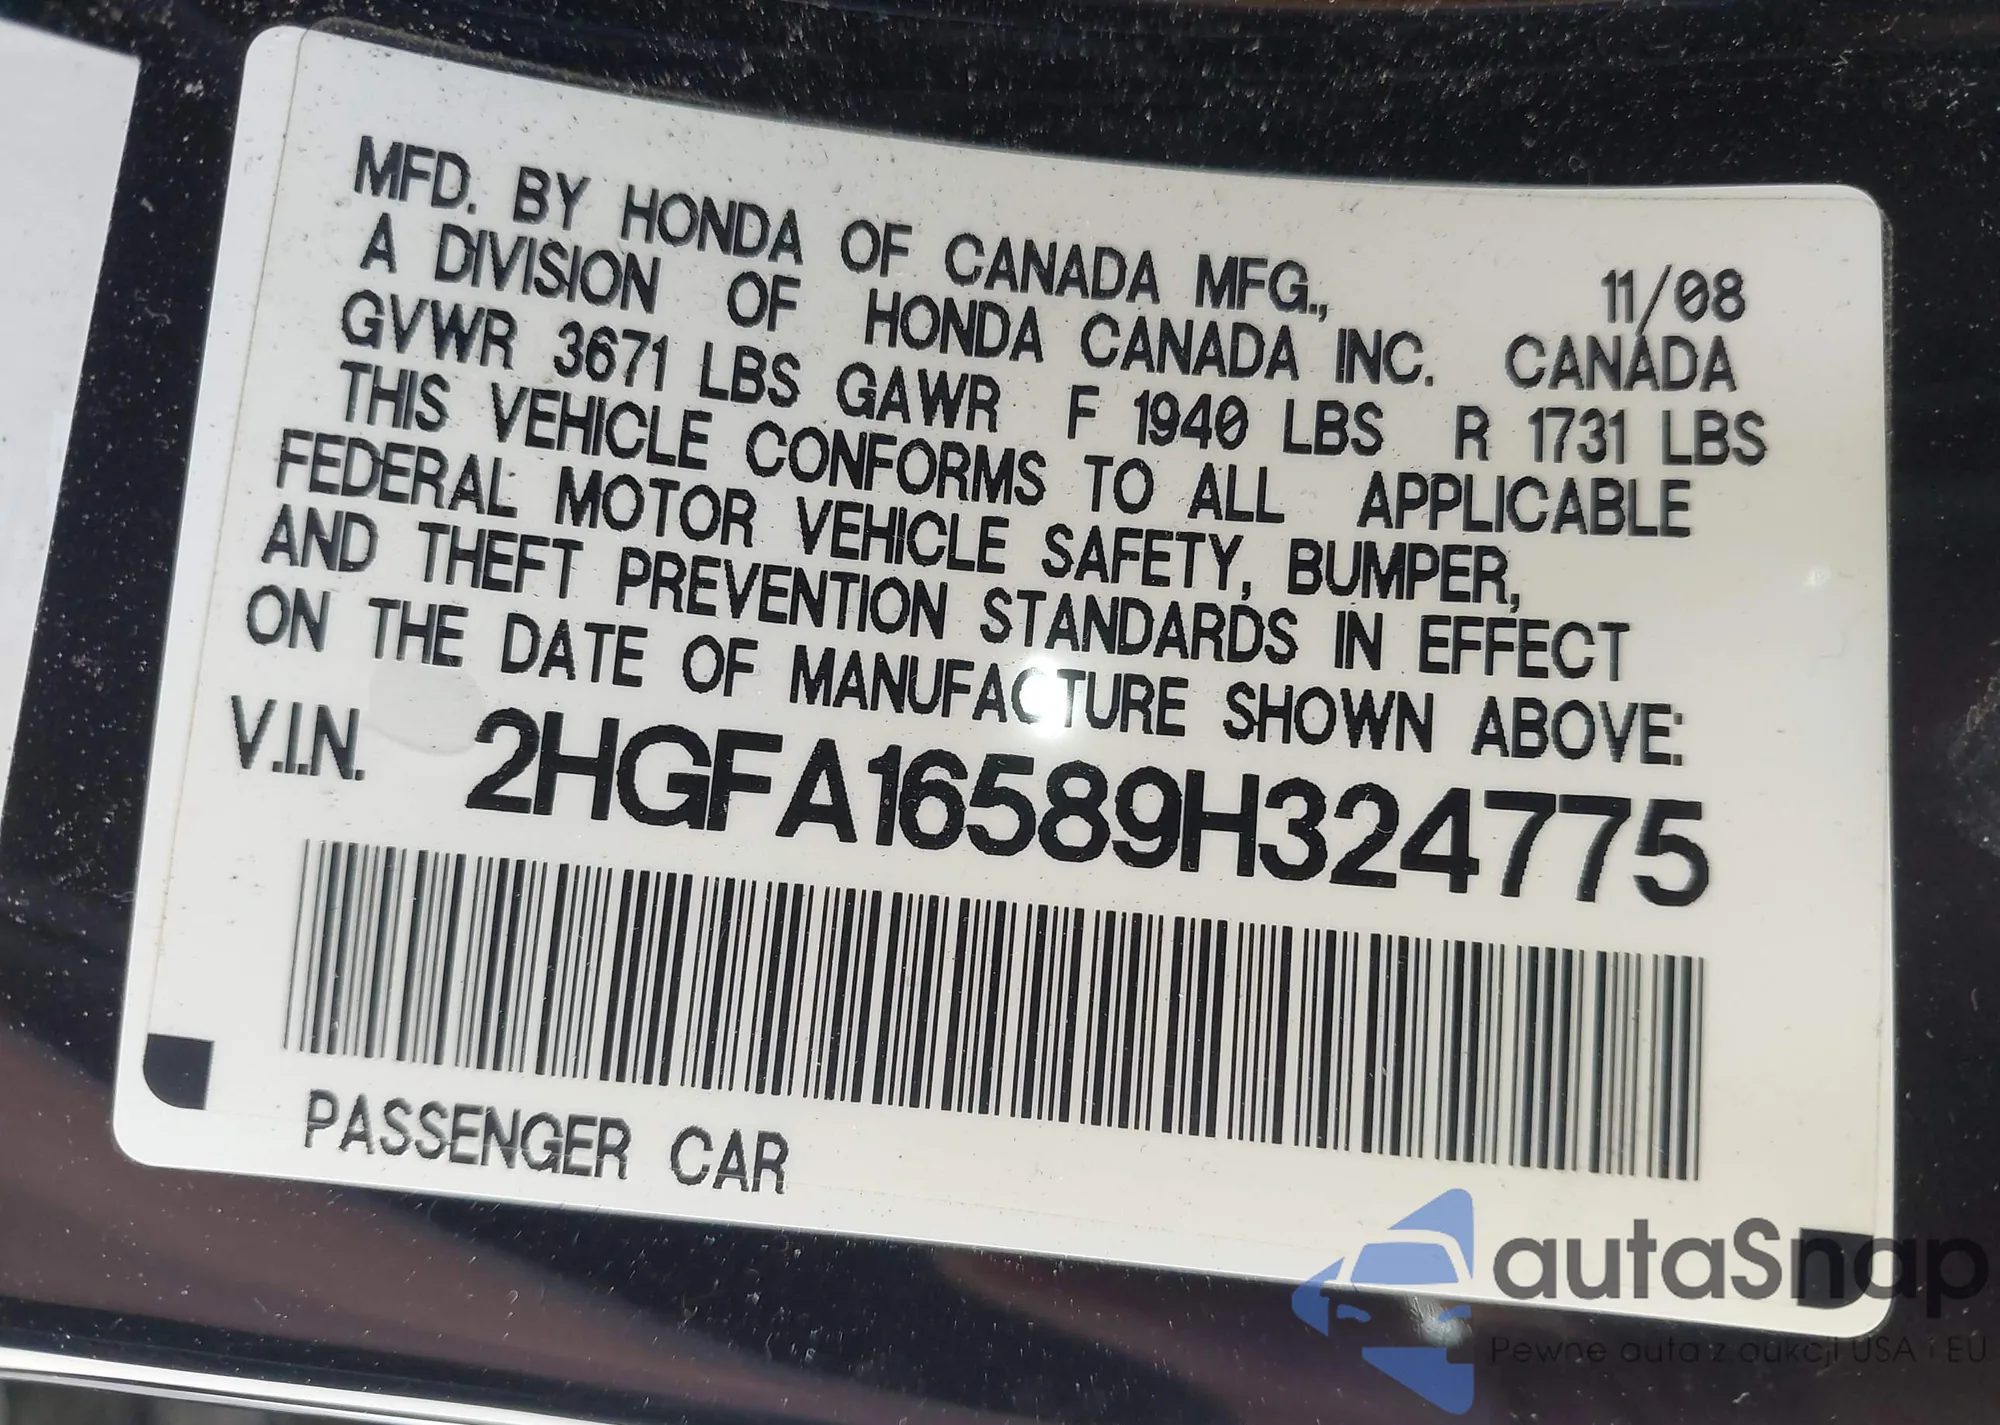 MFD. BY HONDA OF CANADA MFG., 11/08
A DIVISION OF HONDA CANADA INC. CANADA
GVWR 3671 LBS GAWR F 1940 LBS R 1731 LBS
THIS VEHICLE CONFORMS TO ALL APPLICABLE
FEDERAL MOTOR VEHICLE SAFETY, BUMPER,
AND THEFT PREVENTION STANDARDS IN EFFECT
ON THE DATE OF MANUFACTURE SHOWN ABOVE:
V.I.N. 2HGFA16589H324775
PASSENGER CAR
autaSnap
Pewne auta z aukcji USA i EU